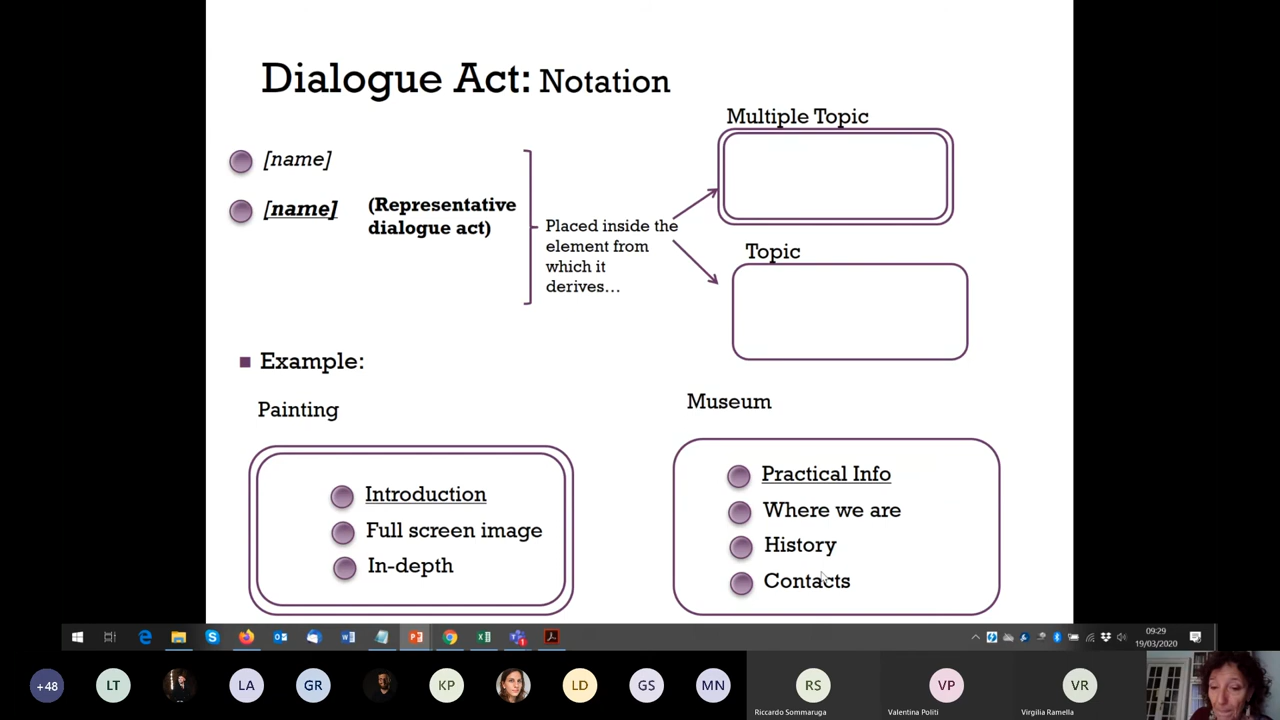 Dialogue Act: Notation
[name]
[name]
(Representative
dialogue act)
Placed inside the
element from
which it
derives...
Multiple Topic
Topic
Example:
Painting
Introduction
Full screen image
In-depth
Museum
Practical Info
Where we are
History
Contacts
09:29
19/03/2020
+48
LT
LA
GR
KP
LD
GS
MN
RS
VP
VR
Riccardo Sommaruga
Valentina Politi
Virgilia Ramella